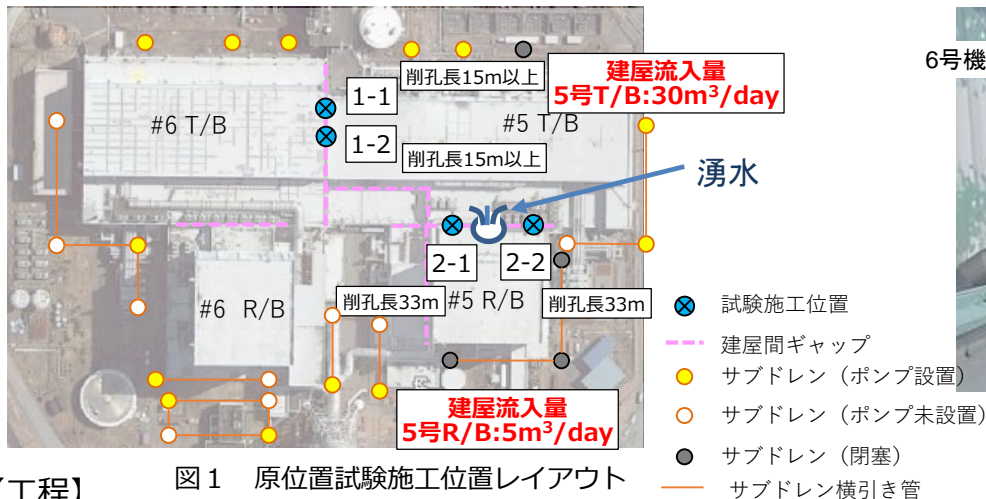 6号機
削孔長15m以上
建屋流入量
5号T/B:30m³/day
1-1
#6 T/B
#5 T/B
1-2
削孔長15m以上
湧水
2-1
2-2
#6 R/B
削孔長33m
#5 R/B
削孔長33m
試験施工位置
建屋間ギャップ
サブドレン（ポンプ設置）
建屋流入量
5号R/B:5m³/day
サブドレン（ポンプ未設置）
サブドレン（閉塞）
サブドレン横引き管
図1 原位置試験施工位置レイアウト
工程】